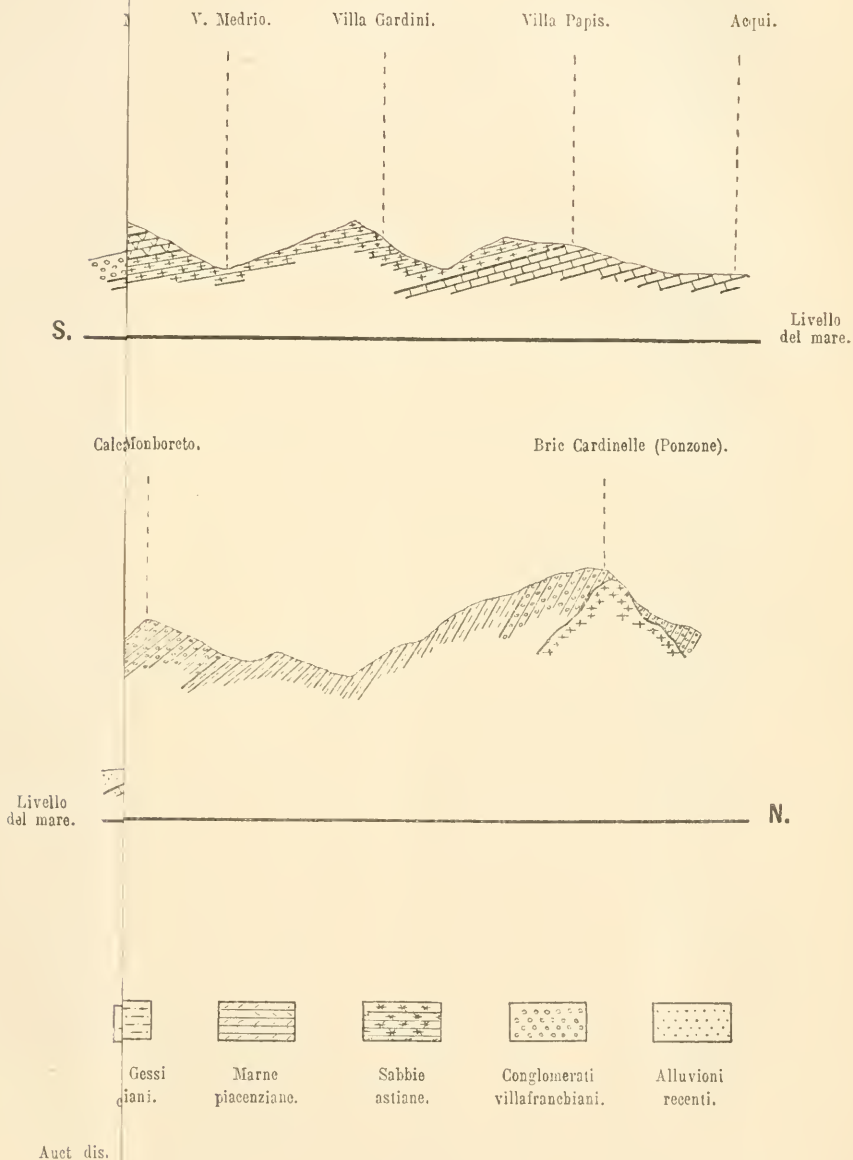 V. Medrio.
Villa Gardini.
Villa Papis.
Acqui.
S.
Livello
del mare.
Monboreto.
Bric Cardinelle (Ponzone).
Livello
del mare.
N.
Gessi
Marne
piacenziane.
Sabbie
astiane.
Conglomerati
villafranchiani.
Alluvioni
recenti.
Auct dis.